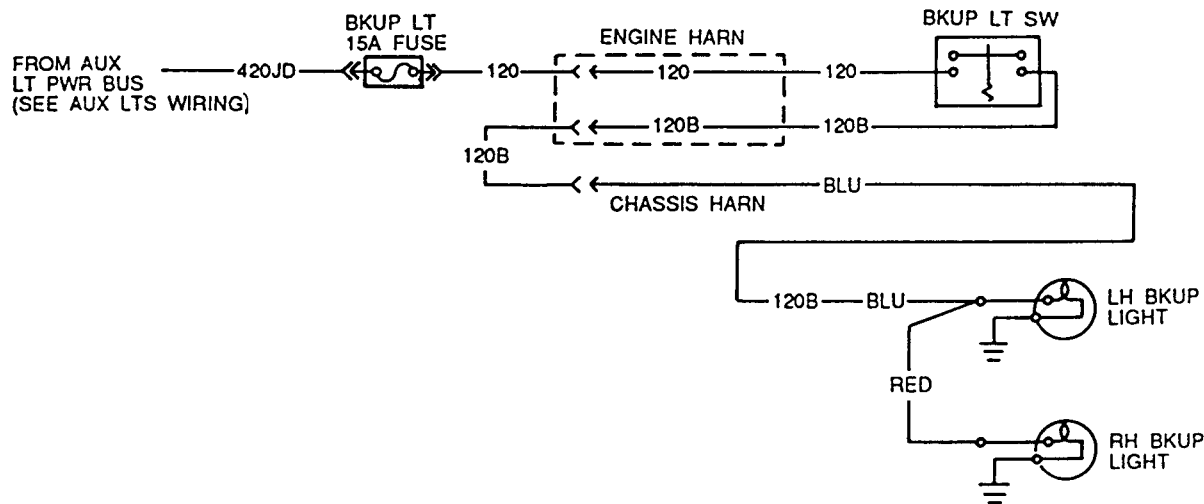 BKUP LT
15A FUSE
ENGINE HARN
BKUP LT SW
FROM AUX
LT PWR BUS
(SEE AUX LTS WIRING)
420JD
120
120
120
120B
120B
120B
BLU
CHASSIS HARN
120B
BLU
LH BKUP
LIGHT
RED
RH BKUP
LIGHT